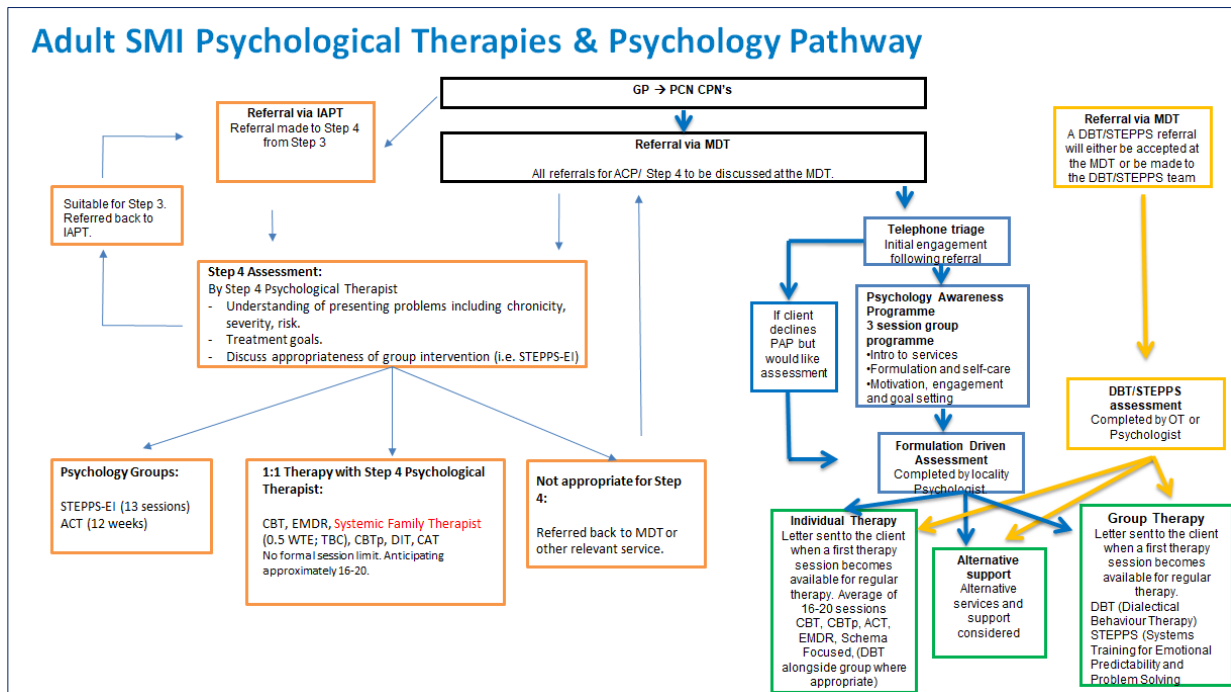 Adult SMI Psychological Therapies & Psychology Pathway
GP → PCN CPN's
Referral via IAPT
Referral made to Step 4
from Step 3
Referral via MDT
All referrals for ACP/ Step 4 to be discussed at the MDT.
Referral via MDT
A DBT/STEPPS referral
will either be accepted at
the MDT or be made to
the DBT/STEPPS team
Suitable for Step 3.
Referred back to
IAPT.
Telephone triage
Initial engagement
following referral
Step 4 Assessment:
By Step 4 Psychological Therapist
- Understanding of presenting problems including chronicity,
severity, risk.
- Treatment goals.
- Discuss appropriateness of group intervention (i.e. STEPPS-EI)
If client
declines
PAP but
would like
assessment
Psychology Awareness
Programme
3 session group
programme
•Intro to services
•Formulation and self-care
•Motivation, engagement
and goal setting
DBT/STEPPS
assessment
Completed by OT or
Psychologist
Formulation Driven
Assessment
Completed by locality
Psychologist.
Psychology Groups:
STEPPS-EI (13 sessions)
ACT (12 weeks)
1:1 Therapy with Step 4 Psychological
Therapist:
CBT, EMDR, Systemic Family Therapist
(0.5 WTE; TBC), CBTp, DIT, CAT
No formal session limit. Anticipating
approximately 16-20.
Not appropriate for Step
4:
Referred back to MDT or
other relevant service.
Individual Therapy
Letter sent to the client
when a first therapy
session becomes
available for regular
therapy. Average of
16-20 sessions
CBT, CBTp, ACT,
EMDR, Schema
Focused, (DBT
alongside group where
appropriate)
Alternative
support
Alternative
services and
support
considered
Group Therapy
Letter sent to the client
when a first therapy
session becomes
available for regular
therapy.
DBT (Dialectical
Behaviour Therapy)
STEPPS (Systems
Training for Emotional
Predictability and
Problem Solving